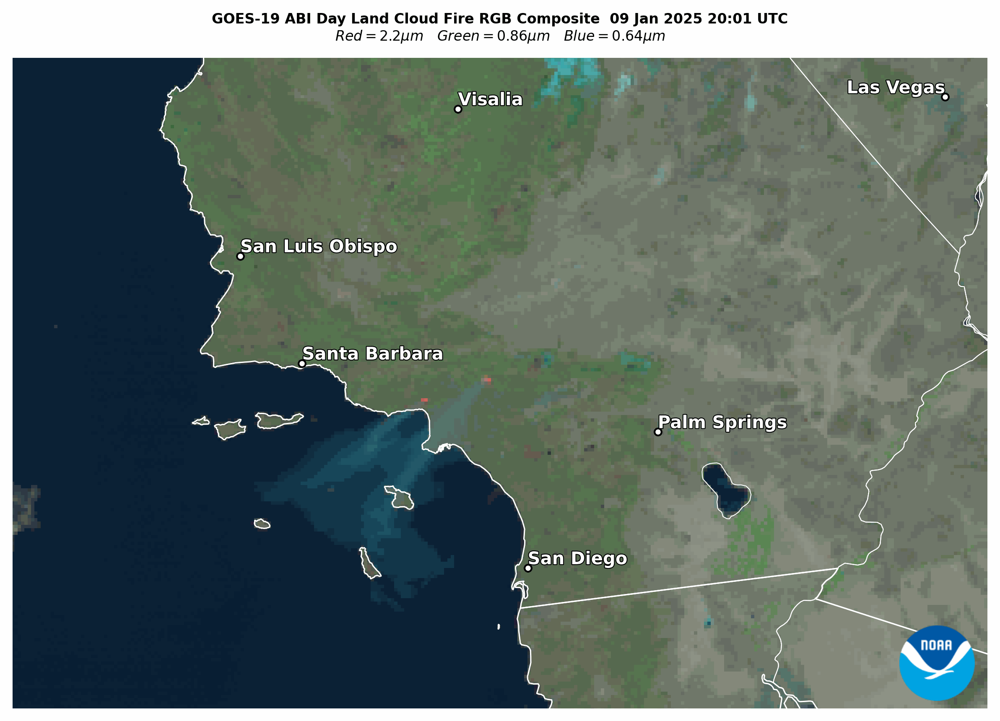 GOES-19 ABI Day Land Cloud Fire RGB Composite  09 Jan 2025 20:01 UTC
Red = 2.2μm   Green = 0.86μm   Blue = 0.64μm
Las Vegas
Visalia
San Luis Obispo
Santa Barbara
Palm Springs
San Diego
NOAA